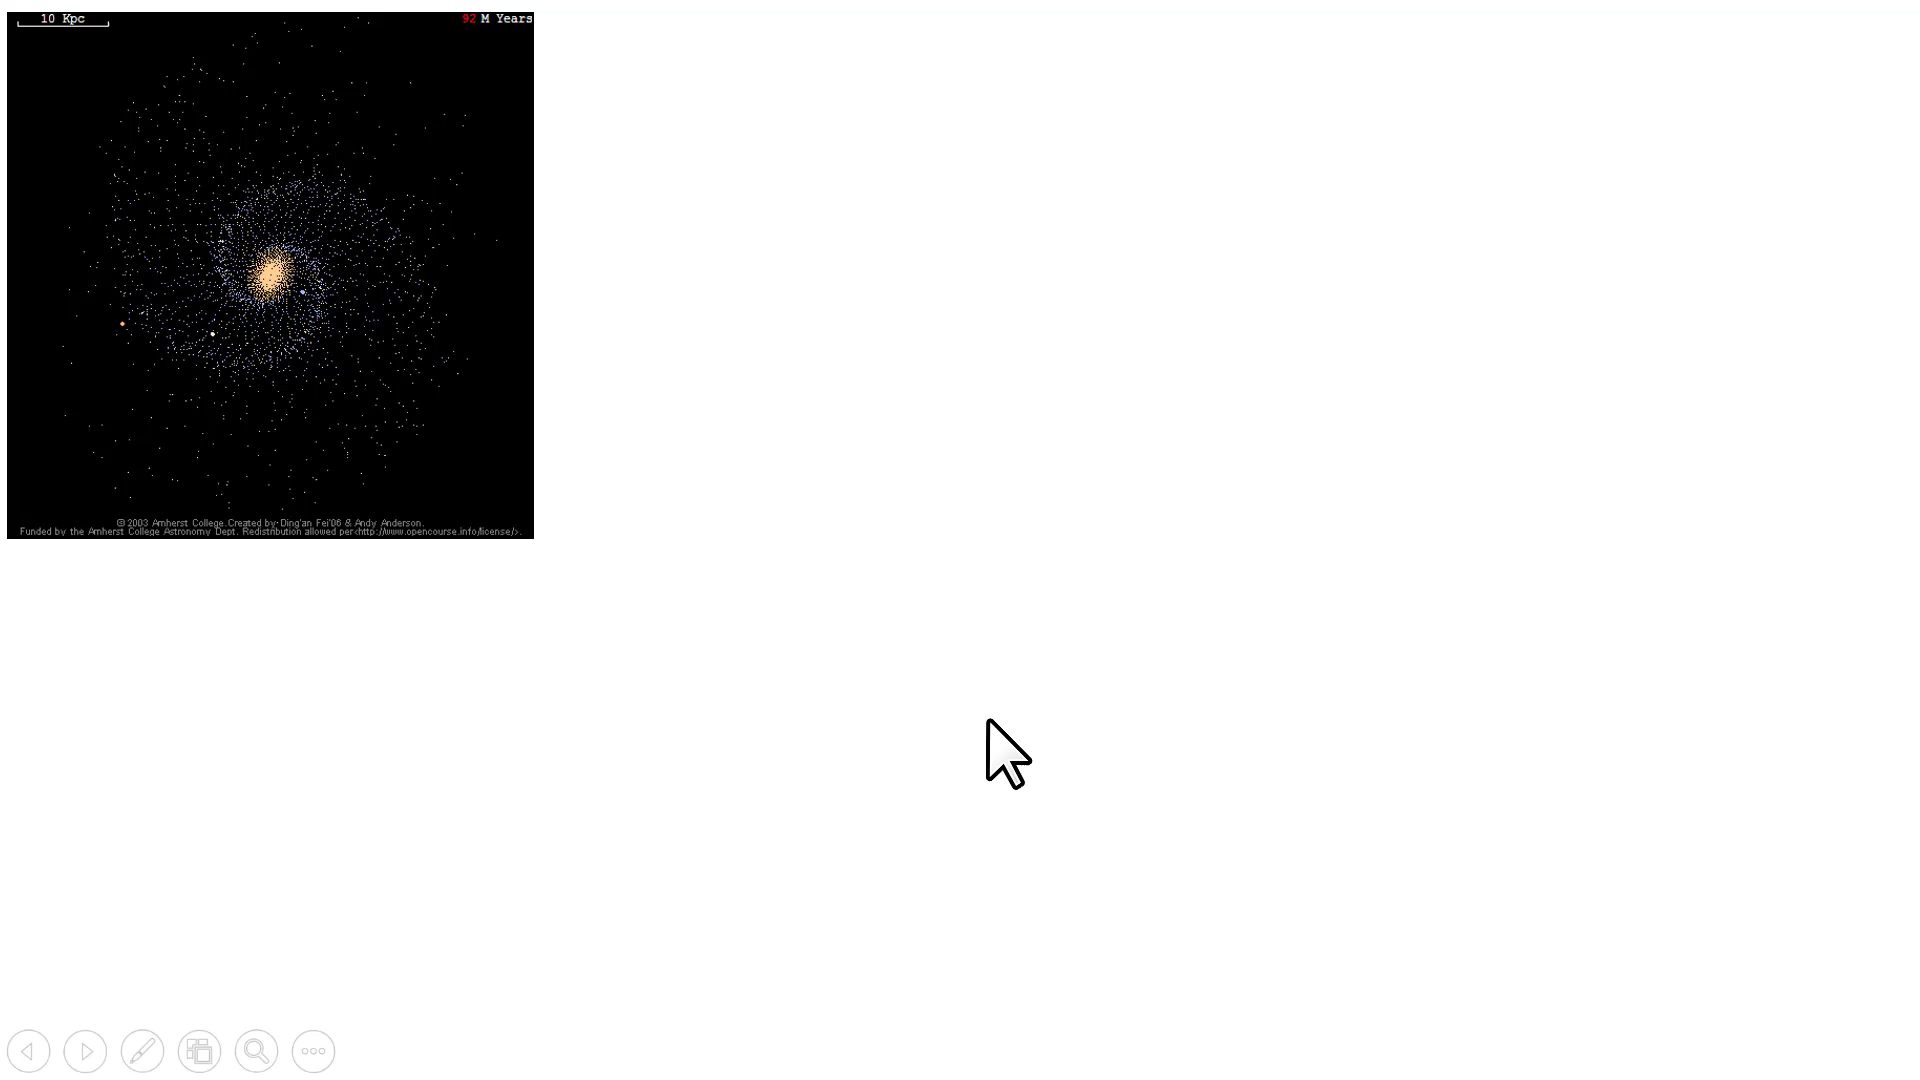 10 Kpc
92 M Years
© 2003 Amherst College.Created by: Ding'an Fei'06 & Andy Anderson.
Funded by the Amherst College Astronomy Dept. Redistribution allowed per<http://www.opencourse.info/license/>.